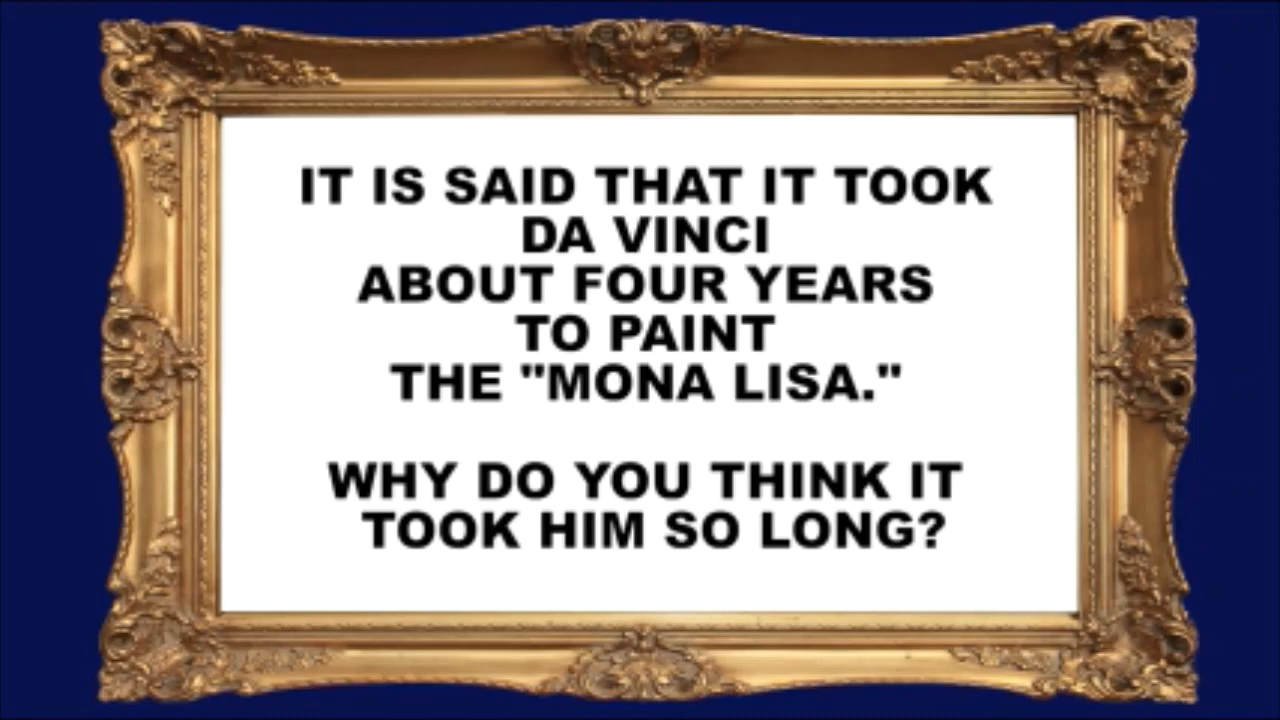 IT IS SAID THAT IT TOOK
DA VINCI
ABOUT FOUR YEARS
TO PAINT
THE "MONA LISA."
WHY DO YOU THINK IT
TOOK HIM SO LONG?